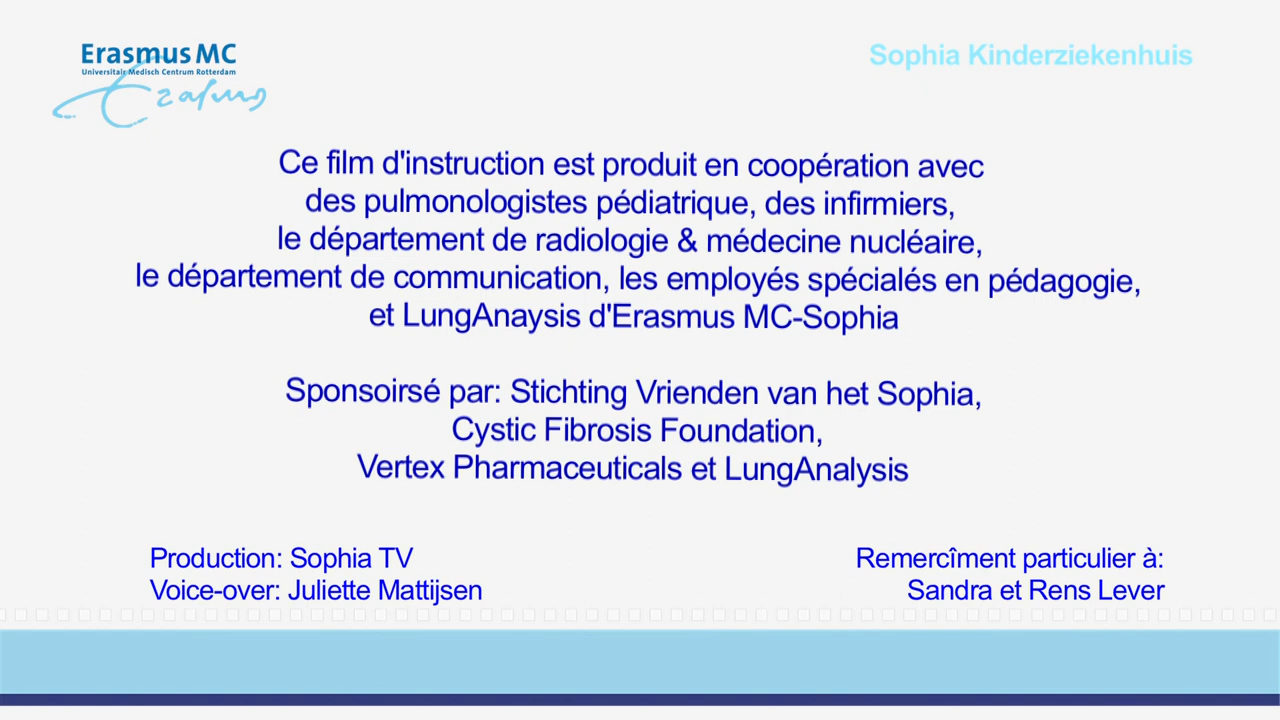 Erasmus MC
Universitair Medisch Centrum Rotterdam
Erasmus
Sophia Kinderziekenhuis
Ce film d'instruction est produit en coopération avec
des pulmonologistes pédiatrique, des infirmiers,
le département de radiologie & médecine nucléaire,
le département de communication, les employés spécialés en pédagogie,
et LungAnaysis d'Erasmus MC-Sophia
Sponsoirsé par: Stichting Vrienden van het Sophia,
Cystic Fibrosis Foundation,
Vertex Pharmaceuticals et LungAnalysis
Production: Sophia TV
Voice-over: Juliette Mattijsen
Remercîment particulier à:
Sandra et Rens Lever